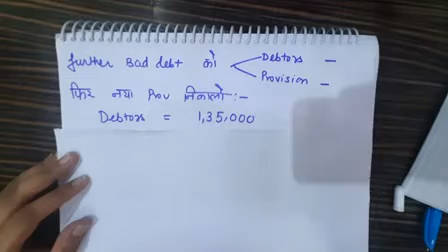 further Bad debt को Debtors -
Provision -
फिर नया Prov निकालो :-
Debtors = 1,35,000